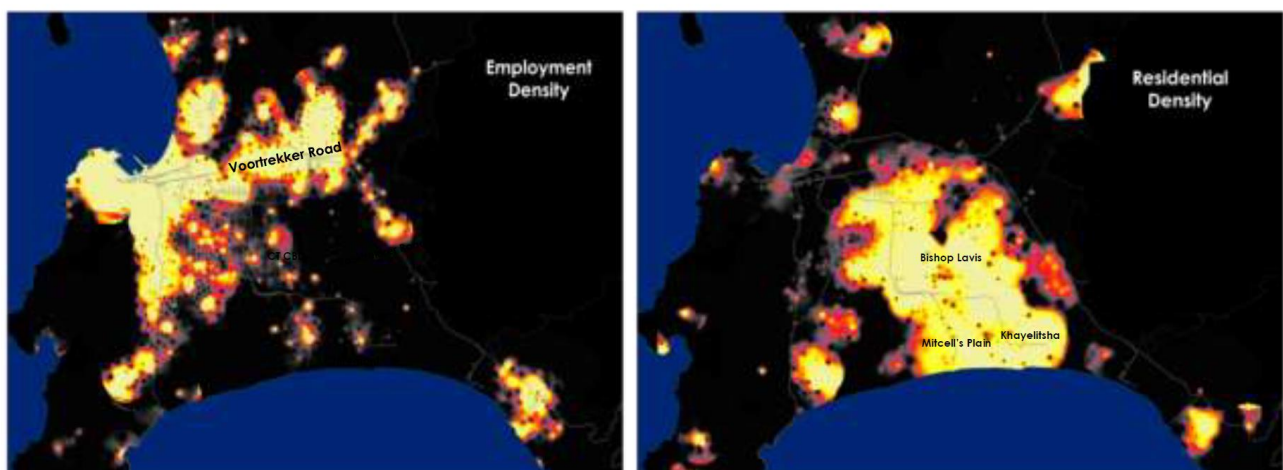 Employment
Density
Voortrekker Road
Residential
Density
Bishop Lavis
Khayelitsha
Mitcell's Plain